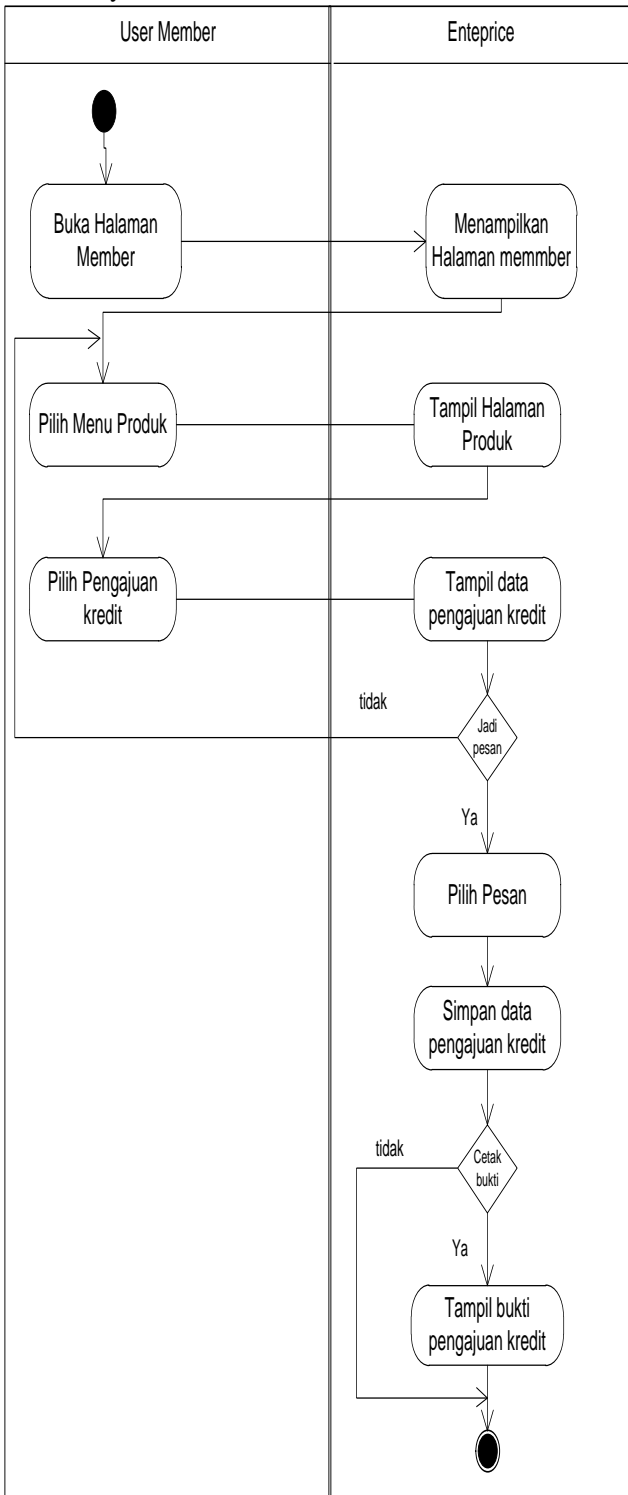 User Member
Enteprice
Buka Halaman
Member
Menampilkan
Halaman memmber
Pilih Menu Produk
Tampil Halaman
Produk
Pilih Pengajuan
kredit
Tampil data
pengajuan kredit
tidak
Jadi
pesan
Ya
Pilih Pesan
Simpan data
pengajuan kredit
tidak
Cetak
bukti
Ya
Tampil bukti
pengajuan kredit